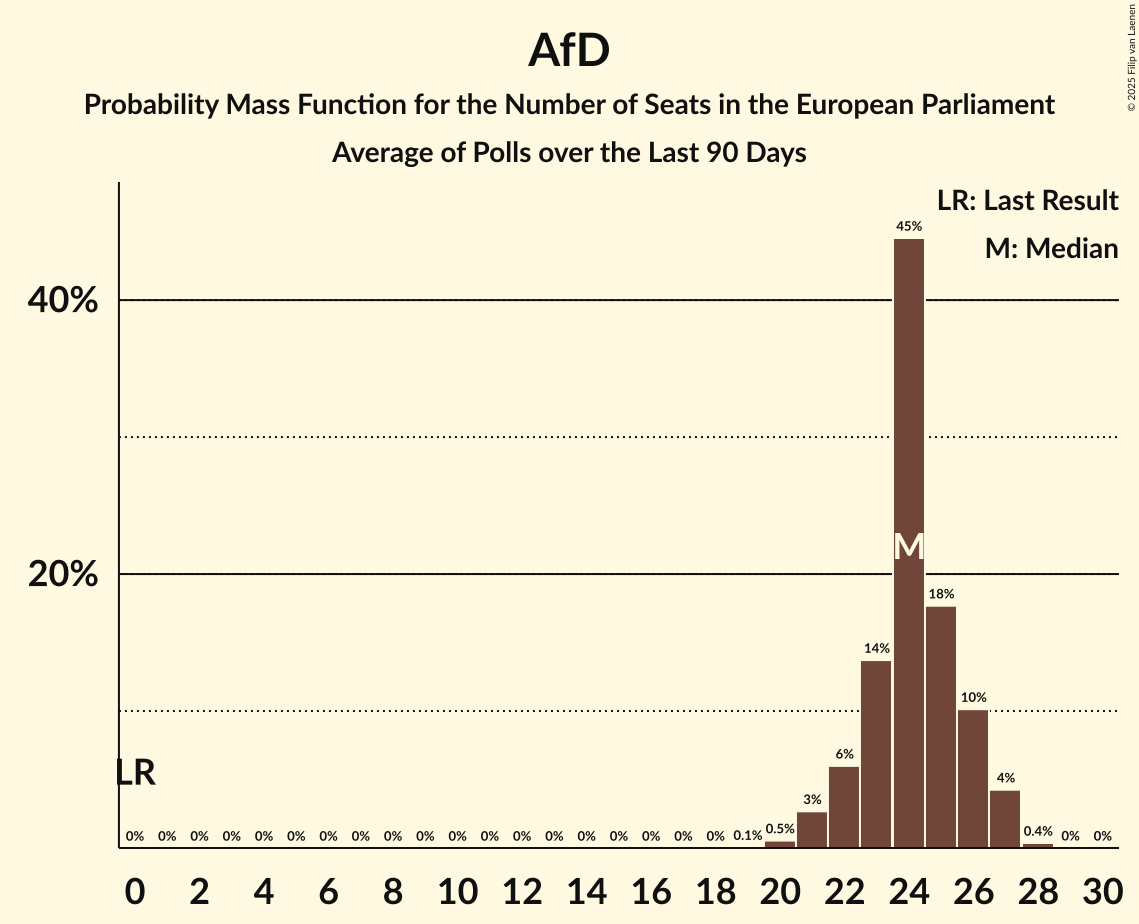 AfD
Probability Mass Function for the Number of Seats in the European Parliament
Average of Polls over the Last 90 Days
© 2025 Filip van Laenen
LR: Last Result
M: Median
45%
40%
M
20%
18%
14%
10%
6%
4%
3%
LR
0% 0% 0% 0% 0% 0% 0% 0% 0% 0% 0% 0% 0% 0% 0% 0% 0% 0% 0% 0.1% 0.5% 0.4% 0% 0%
0 2 4 6 8 10 12 14 16 18 20 22 24 26 28 30